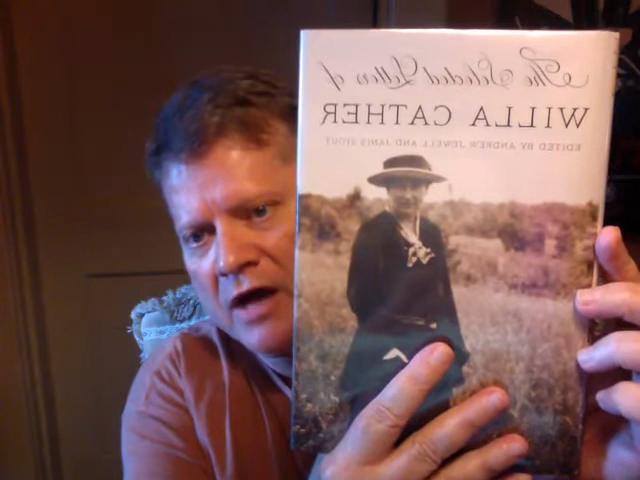 The Selected Letters of
WILLA CATHER
EDITED BY ANDREW JEWELL AND JANIS STOUT